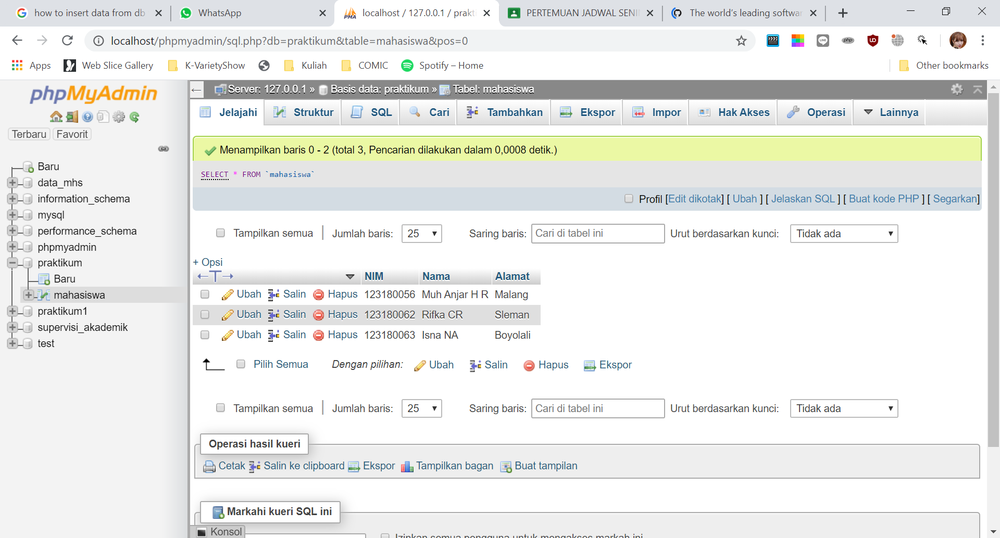 how to insert data from db
WhatsApp
localhost / 127.0.0.1 / prakti
PERTEMUAN JADWAL SENI
The world's leading softwar
localhost/phpmyadmin/sql.php?db=praktikum&table=mahasiswa&pos=0
Apps
Web Slice Gallery
K-VarietyShow
Kuliah
COMIC
Spotify – Home
Other bookmarks
phpMyAdmin
Terbaru Favorit
Baru
data_mhs
information_schema
mysql
performance_schema
phpmyadmin
praktikum
Baru
mahasiswa
praktikum1
supervisi_akademik
test
Server: 127.0.0.1 » Basis data: praktikum » Tabel: mahasiswa
Jelajahi Struktur SQL Cari Tambahkan Ekspor Impor Hak Akses Operasi Lainnya
Menampilkan baris 0 - 2 (total 3, Pencarian dilakukan dalam 0,0008 detik.)
SELECT * FROM `mahasiswa`
Profil [Edit dikotak] [ Ubah ] [ Jelaskan SQL ] [ Buat kode PHP ] [ Segarkan]
Tampilkan semua | Jumlah baris: 25 Saring baris: Cari di tabel ini Urut berdasarkan kunci: Tidak ada
+ Opsi
←T→ NIM Nama Alamat
Ubah Salin Hapus 123180056 Muh Anjar H R Malang
Ubah Salin Hapus 123180062 Rifka CR Sleman
Ubah Salin Hapus 123180063 Isna NA Boyolali
Pilih Semua Dengan pilihan: Ubah Salin Hapus Ekspor
Tampilkan semua | Jumlah baris: 25 Saring baris: Cari di tabel ini Urut berdasarkan kunci: Tidak ada
Operasi hasil kueri
Cetak Salin ke clipboard Ekspor Tampilkan bagan Buat tampilan
Markahi kueri SQL ini
Konsol
Izinkan semua pengguna untuk mengakses markah ini